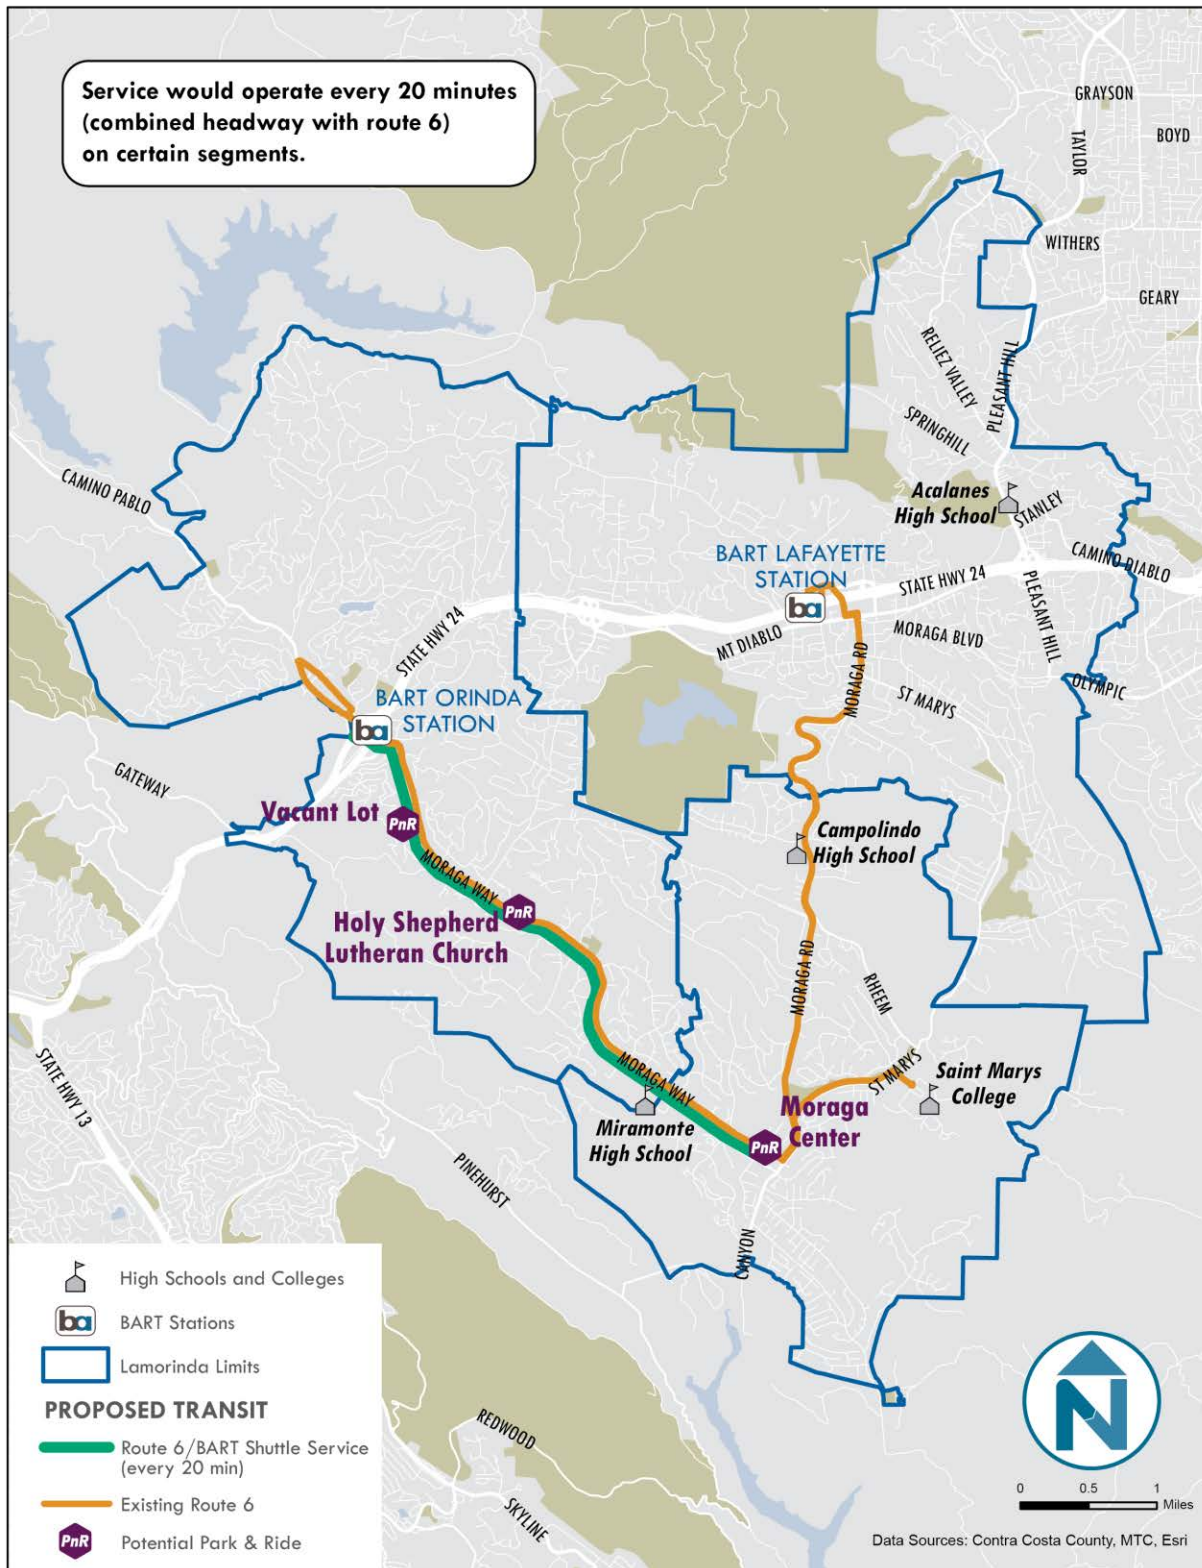 Service would operate every 20 minutes
(combined headway with route 6)
on certain segments.
GRAYSON
TAYLOR
BOYD
WITHERS
GEARY
RELIEZ VALLEY
PLEASANT HILL
SPRINGHILL
CAMINO PABLO
Acalanes
High School
STANLEY
BART LAFAYETTE
STATION
ba
STATE HWY 24
CAMINO DIABLO
STATE HWY 24
MT DIABLO
MORAGA BLVD
PLEASANT HILL
MORAGA RD
ST MARYS
OLYMPIC
BART ORINDA
STATION
ba
GATEWAY
Vacant Lot
PnR
MORAGA WAY
Campolindo
High School
Holy Shepherd
Lutheran Church
PnR
MORAGA RD
RHEEM
STATE HWY 13
MORAGA WAY
ST MARYS
Saint Marys
College
Moraga
Center
PnR
Miramonte
High School
PINEHURST
CANYON
High Schools and Colleges
ba
BART Stations
Lamorinda Limits
PROPOSED TRANSIT
Route 6/BART Shuttle Service
(every 20 min)
Existing Route 6
PnR
Potential Park & Ride
REDWOOD
SKYLINE
N
0 0.5 1
Miles
Data Sources: Contra Costa County, MTC, Esri